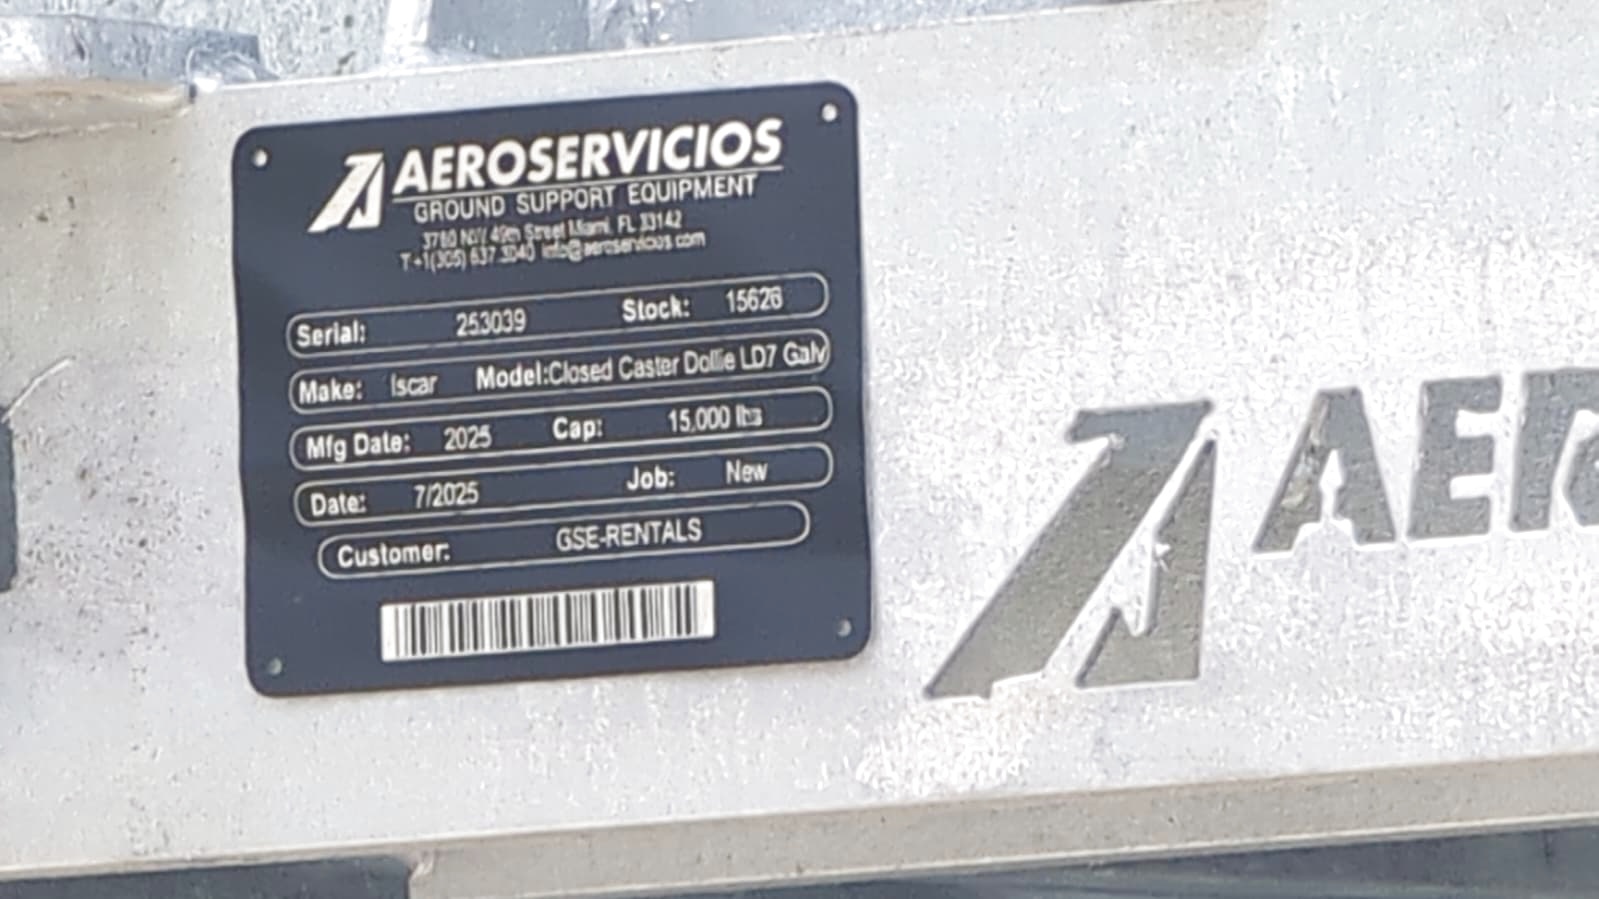 AEROSERVICIOS
GROUND SUPPORT EQUIPMENT
3780 NW 49th Street Miami, FL 33142
T +1(305) 637.3040 info@aeroservicios.com
Serial: 253039 Stock: 15626
Make: Iscar Model:Closed Caster Dollie LD7 Galv
Mfg Date: 2025 Cap: 15,000 lbs
Date: 7/2025 Job: New
Customer: GSE-RENTALS
AER